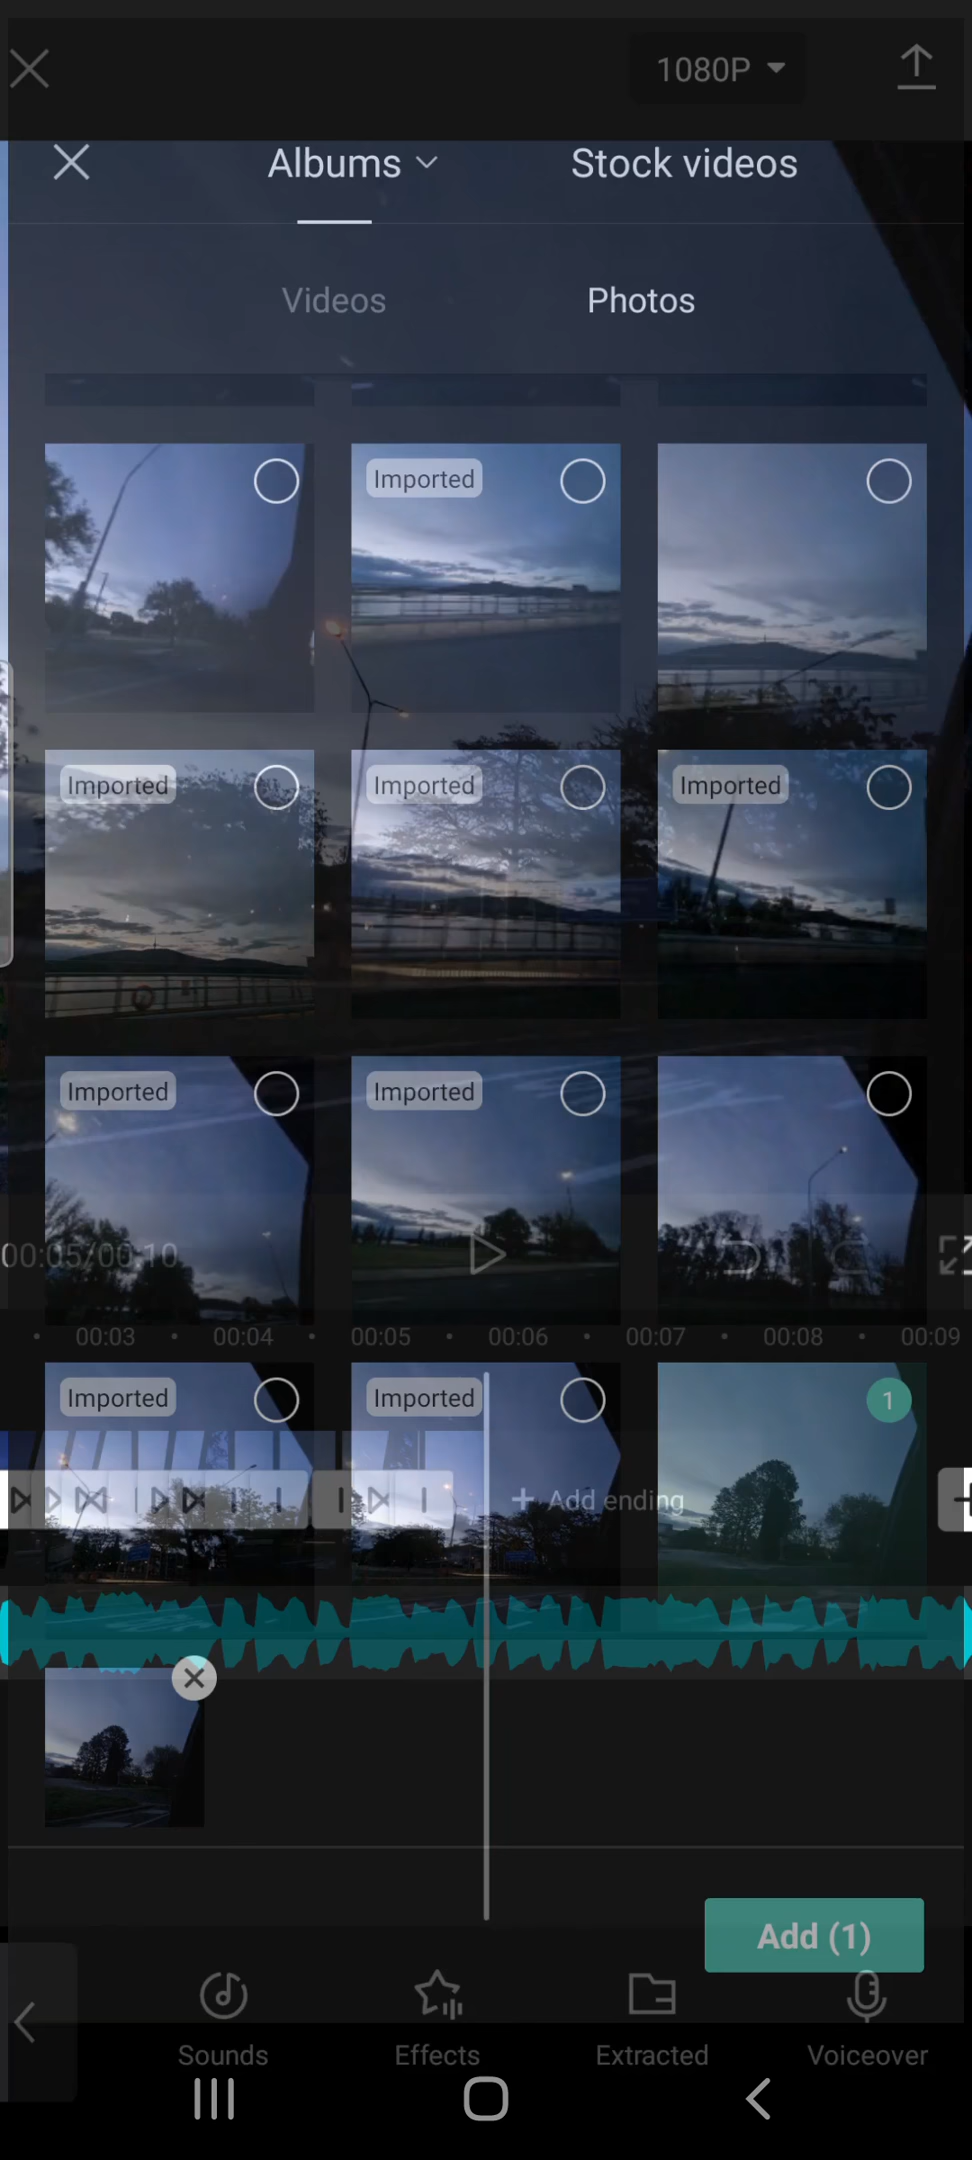 1080P
Albums
Stock videos
Videos
Photos
Imported
Imported
Imported
Imported
Imported
Imported
00:05/00:10
00:03
00:04
00:05
00:06
00:07
00:08
00:09
Imported
Imported
1
+ Add ending
Add (1)
Sounds
Effects
Extracted
Voiceover